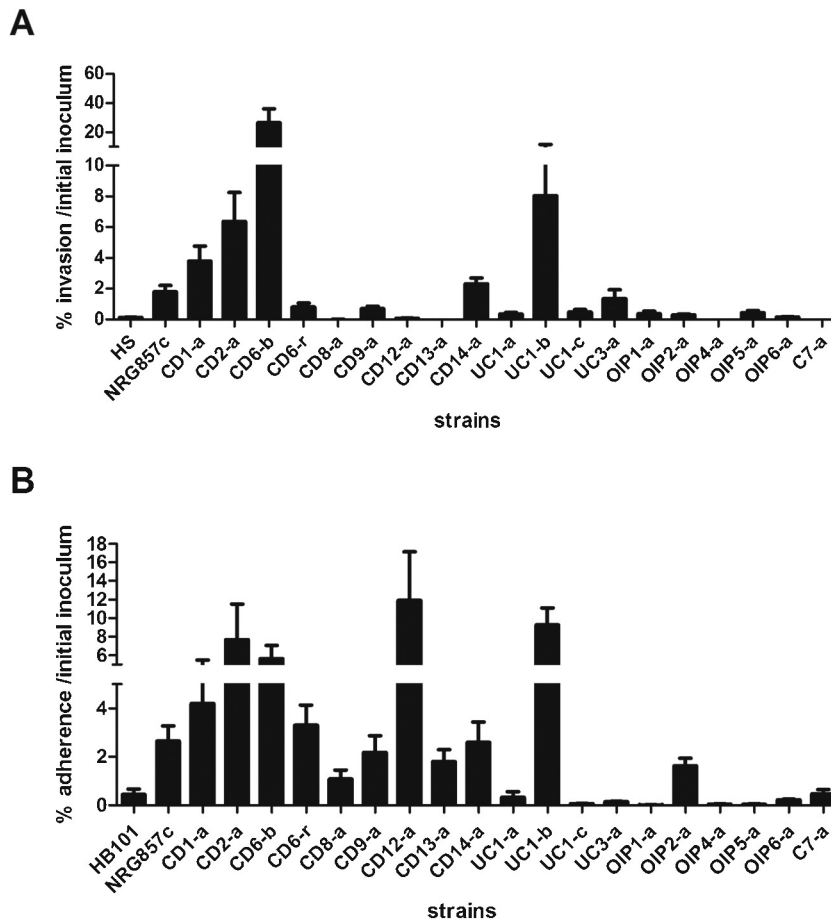 A
% invasion /initial inoculum
60
40
20
10
8
6
4
2
0
HS
NRG857c
CD1-a
CD2-a
CD6-b
CD6-r
CD8-a
CD9-a
CD12-a
CD13-a
CD14-a
UC1-a
UC1-b
UC1-c
UC3-a
OIP1-a
OIP2-a
OIP4-a
OIP5-a
OIP6-a
C7-a
strains
B
% adherence /initial inoculum
18
16
14
12
10
8
6
4
2
0
HB101
NRG857c
CD1-a
CD2-a
CD6-b
CD6-r
CD8-a
CD9-a
CD12-a
CD13-a
CD14-a
UC1-a
UC1-b
UC1-c
UC3-a
OIP1-a
OIP2-a
OIP4-a
OIP5-a
OIP6-a
C7-a
strains